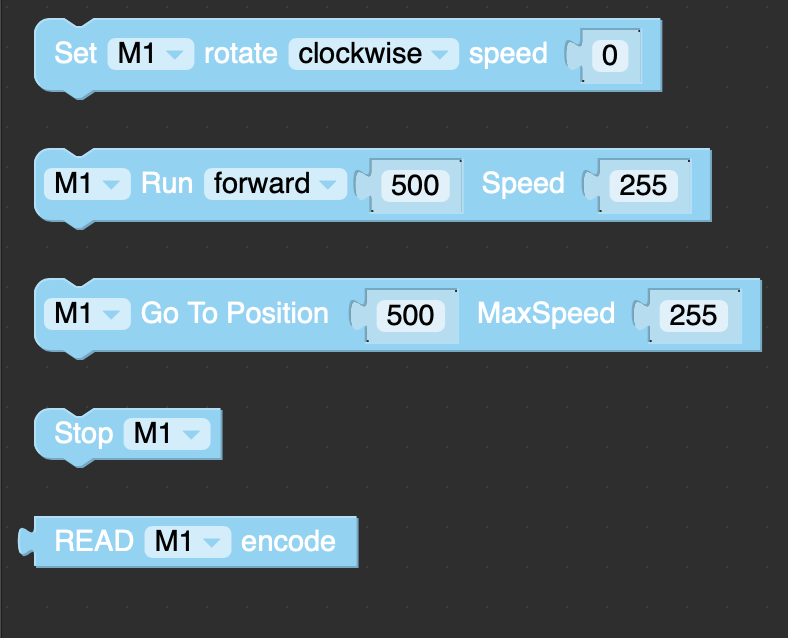 Set M1 rotate clockwise speed 0
M1 Run forward 500 Speed 255
M1 Go To Position 500 MaxSpeed 255
Stop M1
READ M1 encode